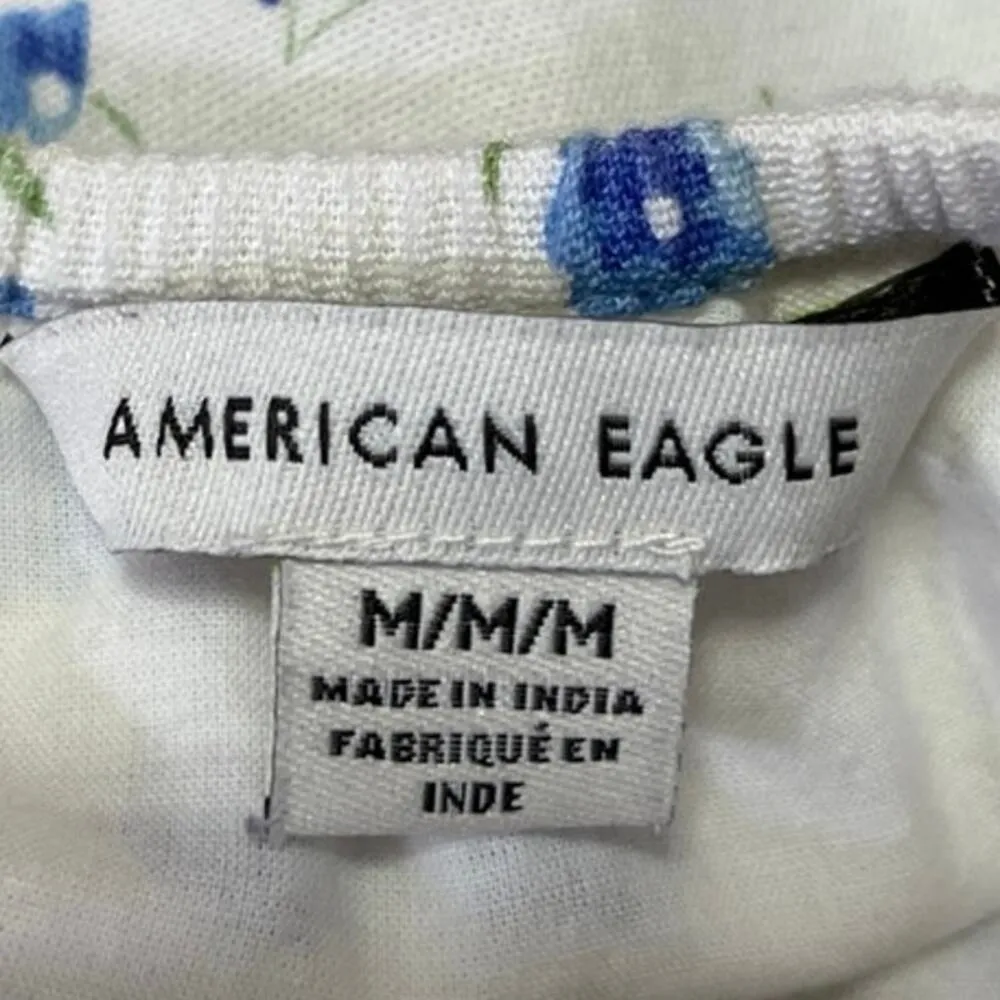 AMERICAN EAGLE
M/M/M
MADE IN INDIA
FABRIQUÉ EN
INDE